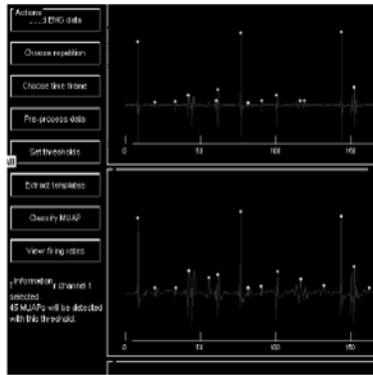 Actions
EMG data
Choose repetition
Choose time frame
Pre-process data
Set thresholds
All
Extract templates
Classify MUAP
View firing rates
Information
channel 1
selected.
45 MUAPs will be detected
with this threshold.
0 50 100 150
0 50 100 150